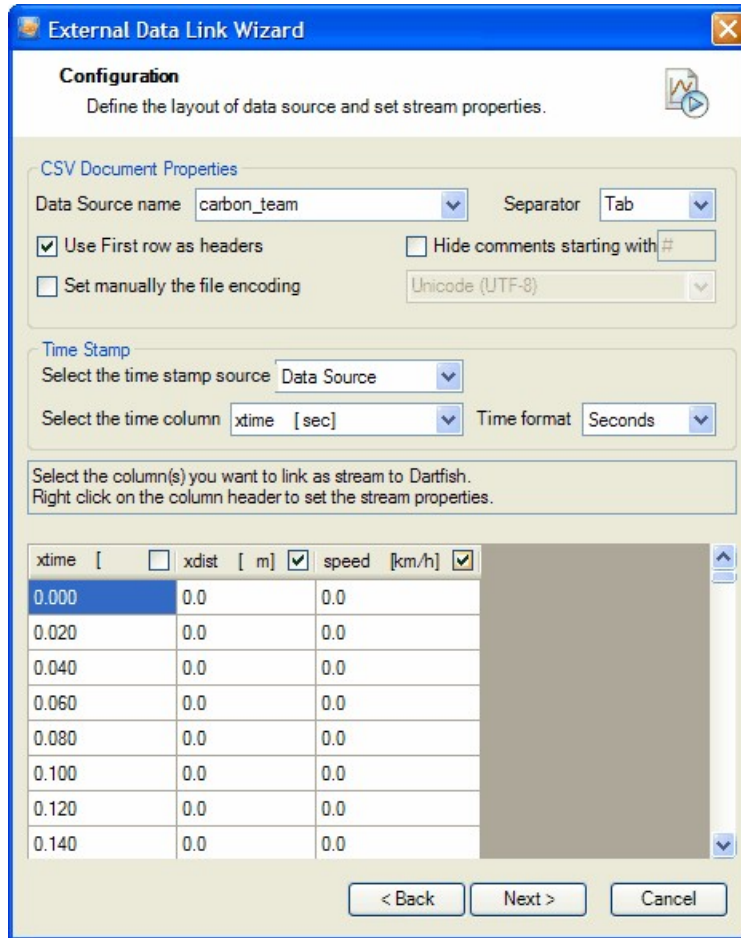 External Data Link Wizard
Configuration
Define the layout of data source and set stream properties.
CSV Document Properties
Data Source name carbon_team Separator Tab
Use First row as headers Hide comments starting with #
Set manually the file encoding Unicode (UTF-8)
Time Stamp
Select the time stamp source Data Source
Select the time column xtime [sec] Time format Seconds
Select the column(s) you want to link as stream to Dartfish.
Right click on the column header to set the stream properties.
xtime [ xdist [ m] speed [km/h]
0.000 0.0 0.0
0.020 0.0 0.0
0.040 0.0 0.0
0.060 0.0 0.0
0.080 0.0 0.0
0.100 0.0 0.0
0.120 0.0 0.0
0.140 0.0 0.0
< Back Next > Cancel